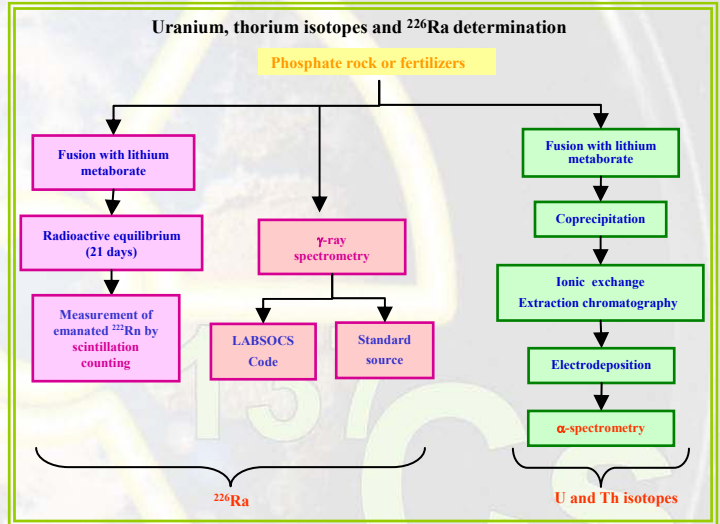 Uranium, thorium isotopes and ²²⁶Ra determination
Phosphate rock or fertilizers
Fusion with lithium
metaborate
Radioactive equilibrium
(21 days)
Measurement of
emanated ²²²Rn by
scintillation
counting
γ-ray
spectrometry
LABSOCS
Code
Standard
source
²²⁶Ra
Fusion with lithium
metaborate
Coprecipitation
Ionic exchange
Extraction chromatography
Electrodeposition
α-spectrometry
U and Th isotopes
137
Cs